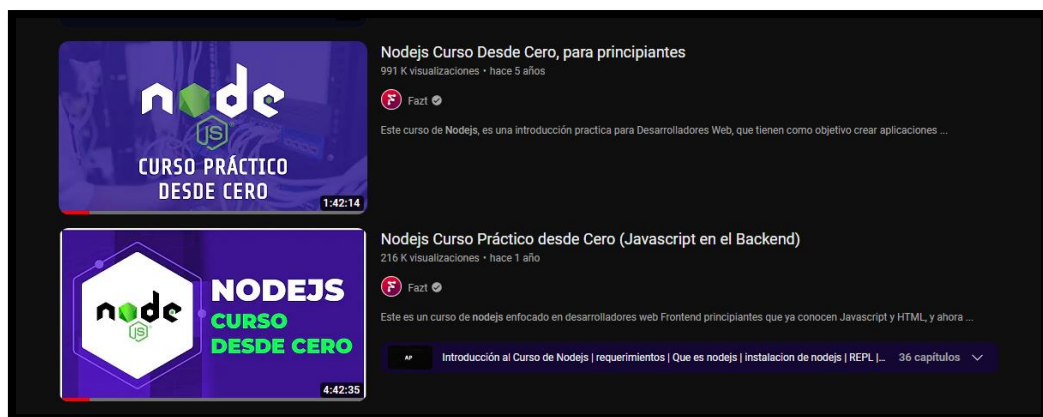 node
JS
CURSO PRÁCTICO
DESDE CERO
1:42:14
Nodejs Curso Desde Cero, para principiantes
991 K visualizaciones • hace 5 años
Fazt
Este curso de Nodejs, es una introducción practica para Desarrolladores Web, que tienen como objetivo crear aplicaciones ...
node
JS
NODEJS
CURSO
DESDE CERO
4:42:35
Nodejs Curso Práctico desde Cero (Javascript en el Backend)
216 K visualizaciones • hace 1 año
Fazt
Este es un curso de nodejs enfocado en desarrolladores web Frontend principiantes que ya conocen Javascript y HTML, y ahora ...
Introducción al Curso de Nodejs | requerimientos | Que es nodejs | instalacion de nodejs | REPL |... 36 capítulos